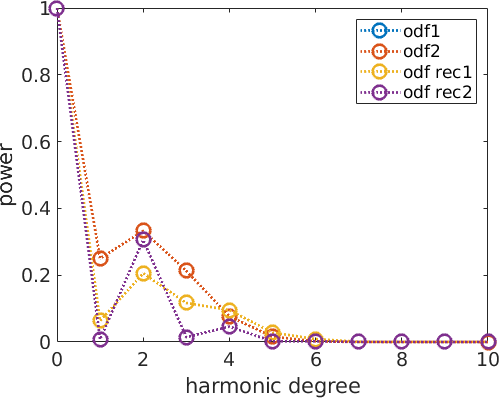 1
0.8
0.6
0.4
0.2
0
power
0 2 4 6 8 10
harmonic degree
odf1
odf2
odf rec1
odf rec2